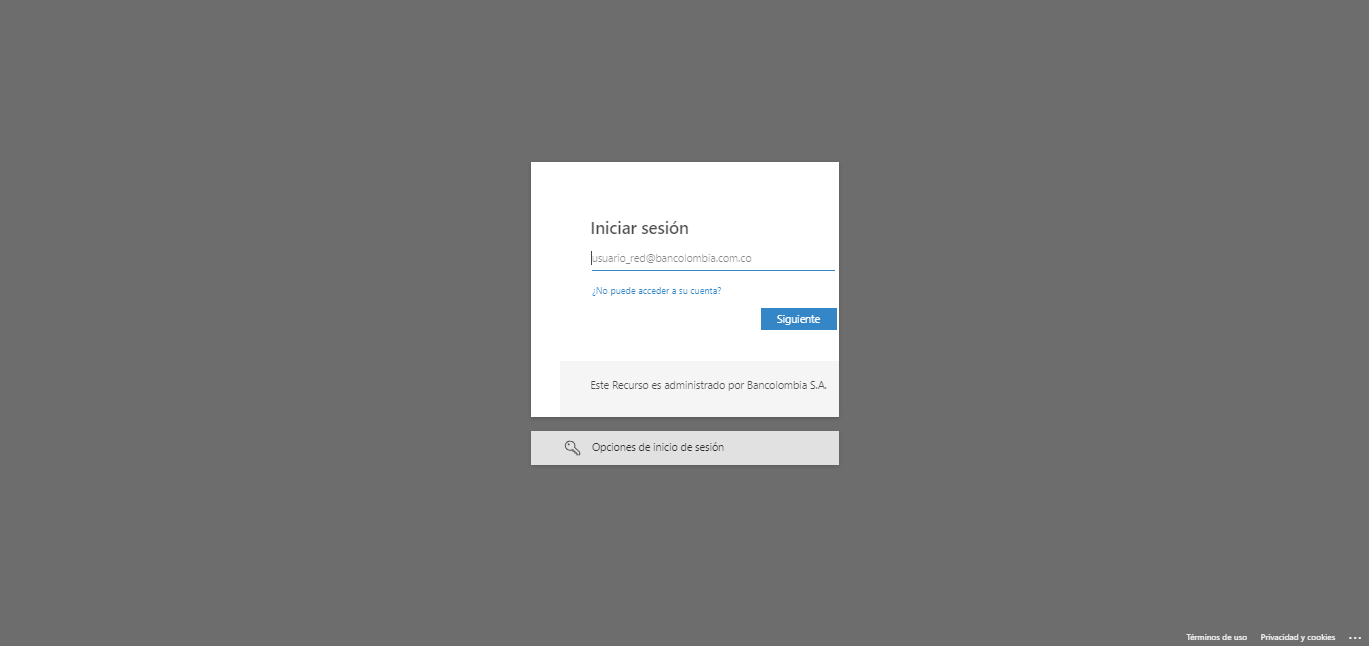 Iniciar sesión
usuario_red@bancolombia.com.co
¿No puede acceder a su cuenta?
Siguiente
Este Recurso es administrado por Bancolombia S.A.
Opciones de inicio de sesión
Términos de uso Privacidad y cookies ...